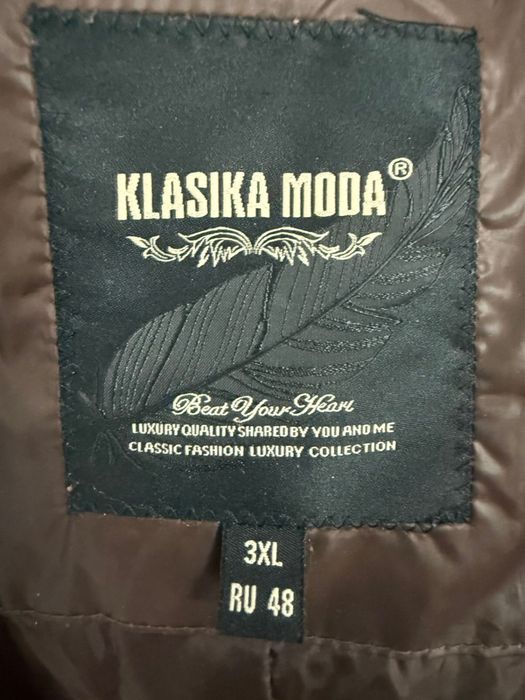 KLASIKA MODA®
Beat Your Heart
LUXURY QUALITY SHARED BY YOU AND ME
CLASSIC FASHION LUXURY COLLECTION
3XL
RU 48